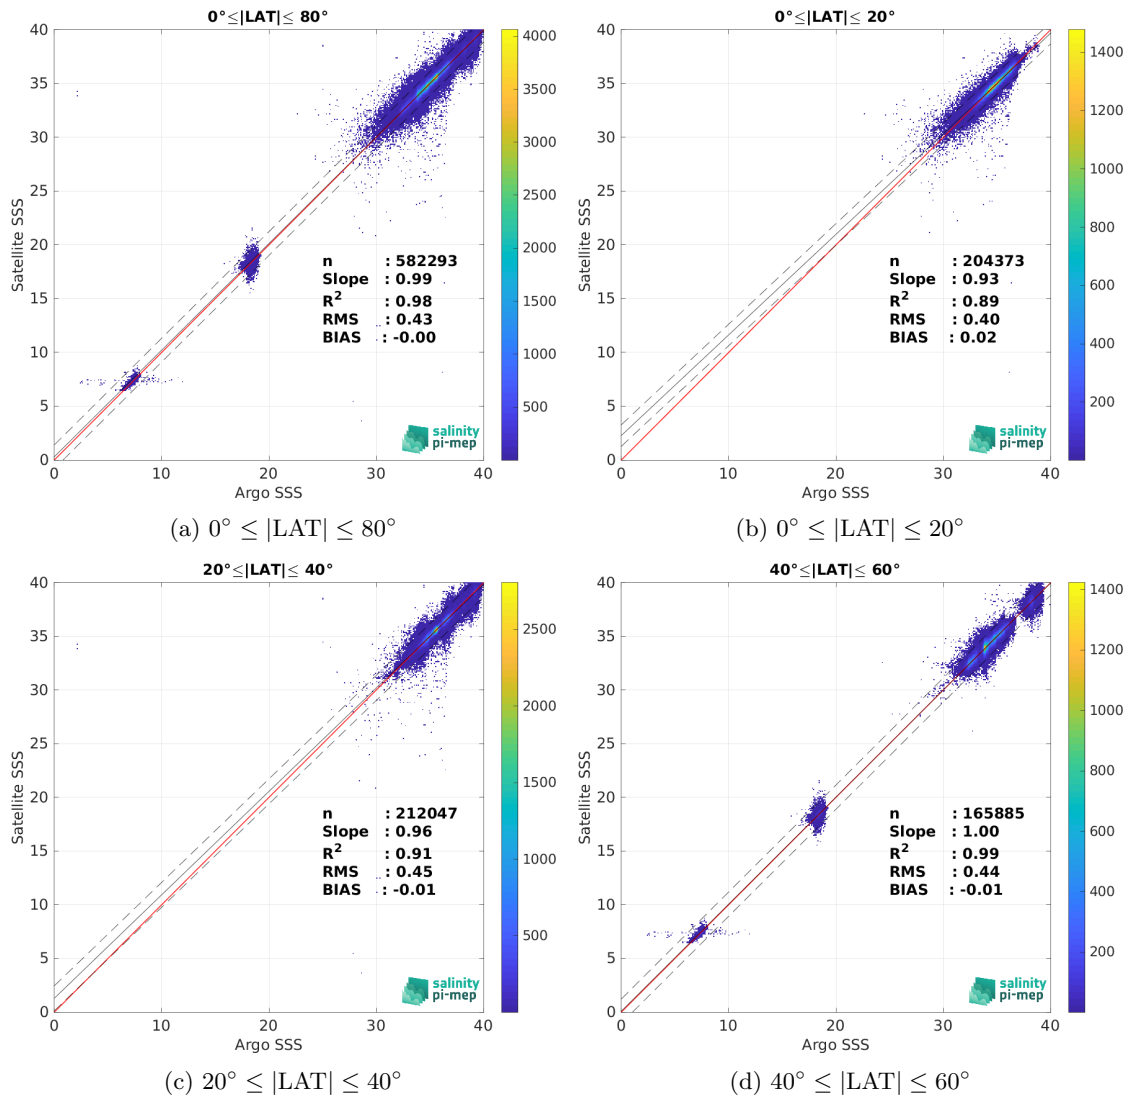 0°≤|LAT|≤ 80°
40
35
30
25
20
15
10
5
0
0
10
20
30
40
Satellite SSS
Argo SSS
n : 582293
Slope : 0.99
R² : 0.98
RMS : 0.43
BIAS : -0.00
salinity
pi-mep
4000
3500
3000
2500
2000
1500
1000
500
(a) 0° ≤ |LAT| ≤ 80°
0°≤|LAT|≤ 20°
40
35
30
25
20
15
10
5
0
0
10
20
30
40
Satellite SSS
Argo SSS
n : 204373
Slope : 0.93
R² : 0.89
RMS : 0.40
BIAS : 0.02
salinity
pi-mep
1400
1200
1000
800
600
400
200
(b) 0° ≤ |LAT| ≤ 20°
20°≤|LAT|≤ 40°
40
35
30
25
20
15
10
5
0
0
10
20
30
40
Satellite SSS
Argo SSS
n : 212047
Slope : 0.96
R² : 0.91
RMS : 0.45
BIAS : -0.01
salinity
pi-mep
2500
2000
1500
1000
500
(c) 20° ≤ |LAT| ≤ 40°
40°≤|LAT|≤ 60°
40
35
30
25
20
15
10
5
0
0
10
20
30
40
Satellite SSS
Argo SSS
n : 165885
Slope : 1.00
R² : 0.99
RMS : 0.44
BIAS : -0.01
salinity
pi-mep
1400
1200
1000
800
600
400
200
(d) 40° ≤ |LAT| ≤ 60°